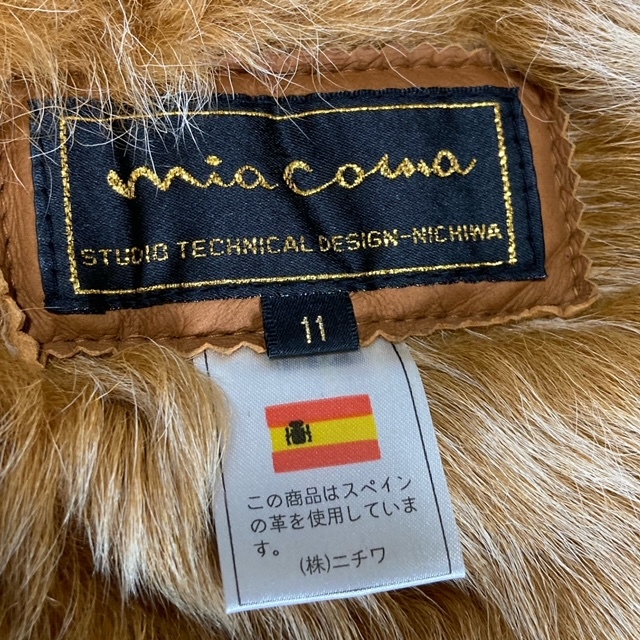 mia coma
STUDIO TECHNICAL DESIGN-NICHIWA
11
この商品はスペイン
の革を使用していま
す。
(株)ニチワ